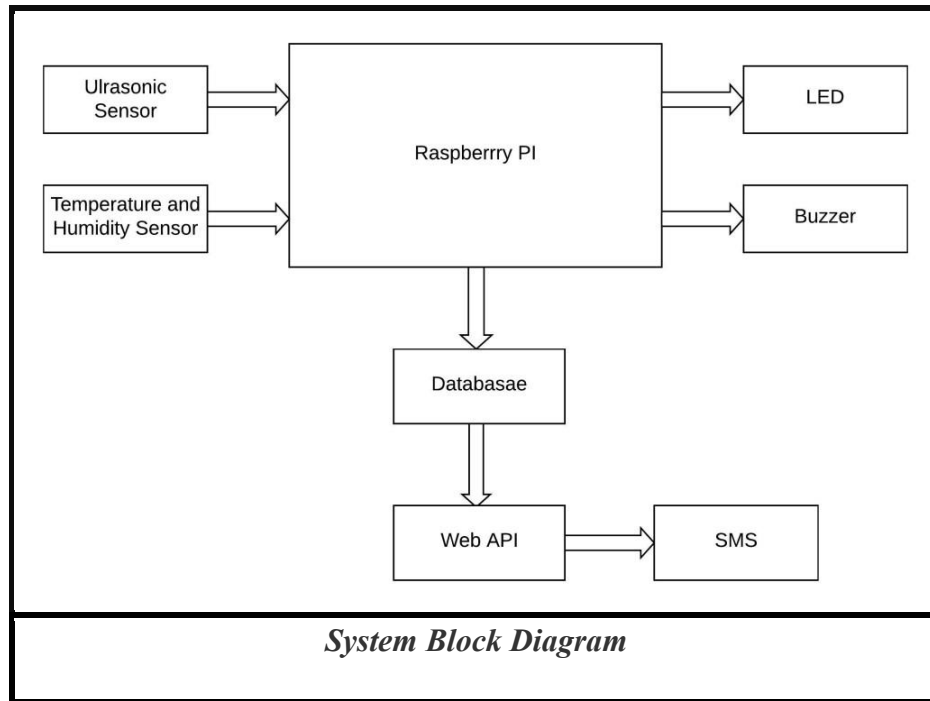 Ulrasonic
Sensor
LED
Raspberrry PI
Temperature and
Humidity Sensor
Buzzer
Databasae
Web API
SMS
System Block Diagram